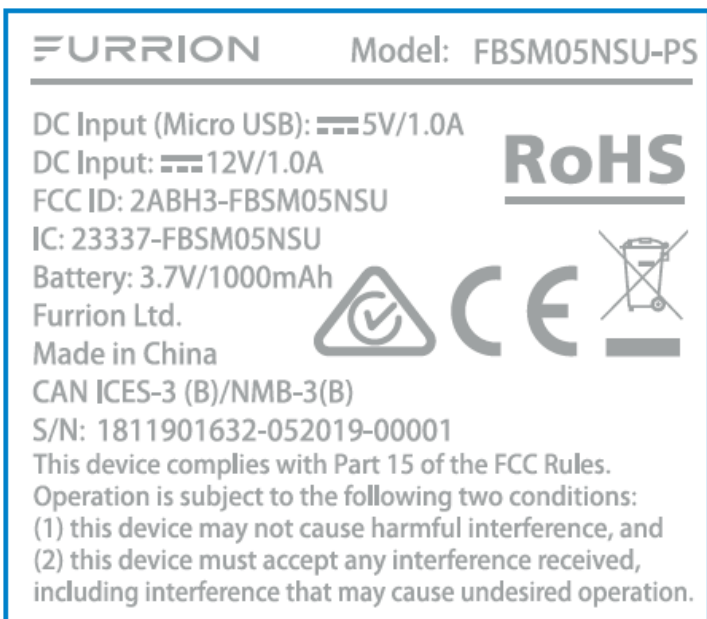 FURRION Model: FBSM05NSU-PS
DC Input (Micro USB): ⎓5V/1.0A
DC Input: ⎓12V/1.0A
RoHS
FCC ID: 2ABH3-FBSM05NSU
IC: 23337-FBSM05NSU
Battery: 3.7V/1000mAh
Furrion Ltd.
CE
Made in China
CAN ICES-3 (B)/NMB-3(B)
S/N: 1811901632-052019-00001
This device complies with Part 15 of the FCC Rules.
Operation is subject to the following two conditions:
(1) this device may not cause harmful interference, and
(2) this device must accept any interference received,
including interference that may cause undesired operation.